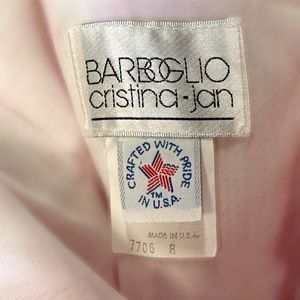 BARBOGLIO
cristina-jan
CRAFTED WITH PRIDE
TM
IN U.S.A.
MADE IN U.S.A.
7706 8